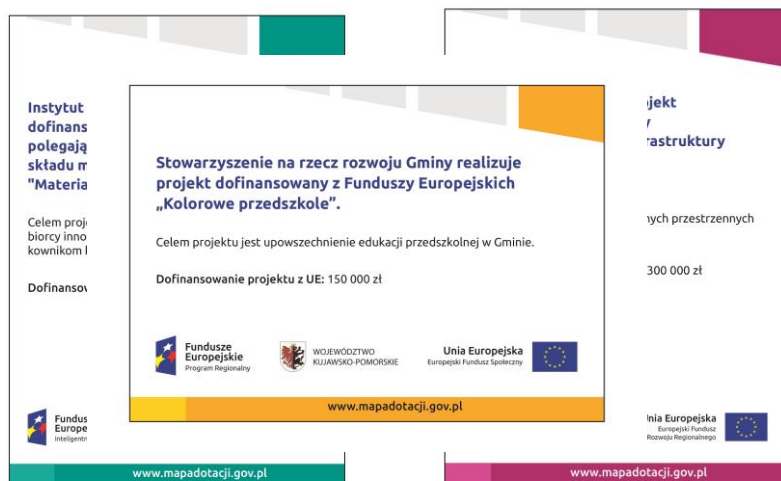 Instytut
dofinans
polegają
składu m
"Materia
Celem proj
biorcy inno
kownikom
Dofinansow
Fundus
Europe
Inteligentn
www.mapadotacji.gov.pl
Stowarzyszenie na rzecz rozwoju Gminy realizuje
projekt dofinansowany z Funduszy Europejskich
„Kolorowe przedszkole”.
Celem projektu jest upowszechnienie edukacji przedszkolnej w Gminie.
Dofinansowanie projektu z UE: 150 000 zł
Fundusze
Europejskie
Program Regionalny
WOJEWÓDZTWO
KUJAWSKO-POMORSKIE
Unia Europejska
Europejski Fundusz Społeczny
www.mapadotacji.gov.pl
jekt
rastruktury
nych przestrzennych
300 000 zł
Unia Europejska
Europejski Fundusz
Rozwoju Regionalnego
www.mapadotacji.gov.pl